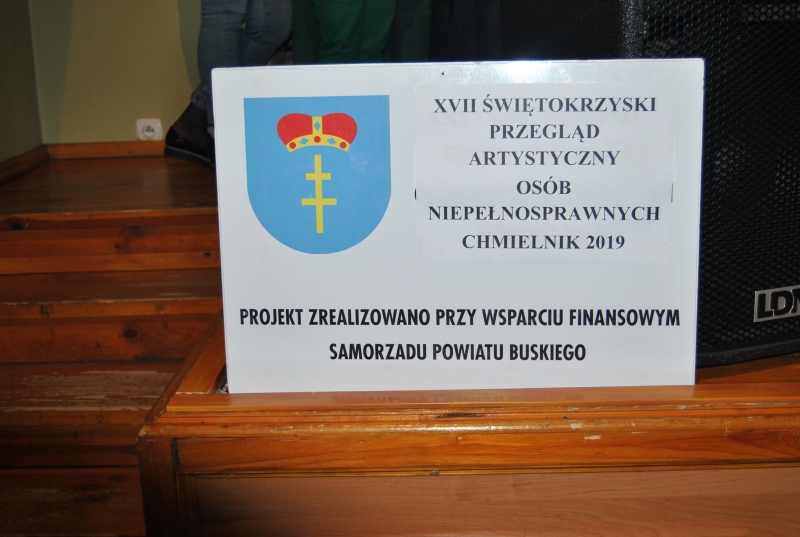 XVII ŚWIĘTOKRZYSKI
PRZEGLĄD
ARTYSTYCZNY
OSÓB
NIEPEŁNOSPRAWNYCH
CHMIELNIK 2019
PROJEKT ZREALIZOWANO PRZY WSPARCIU FINANSOWYM
SAMORZADU POWIATU BUSKIEGO